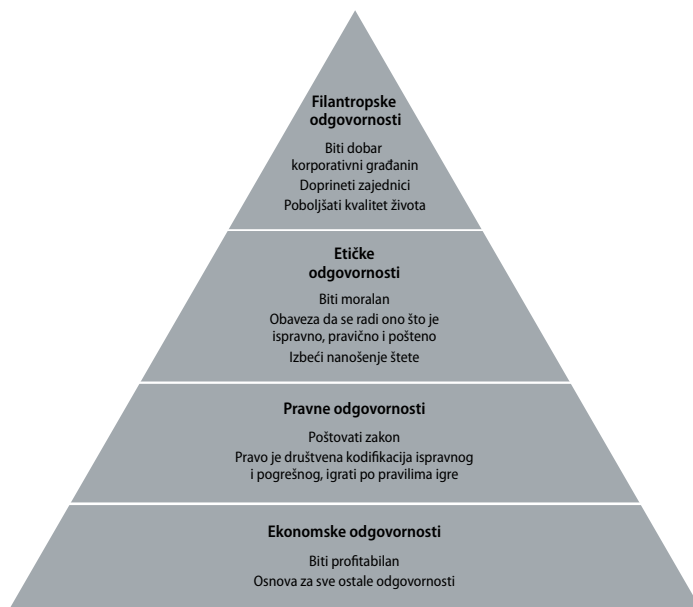 Filantropske
odgovornosti
Biti dobar
korporativni građanin
Doprineti zajednici
Poboljšati kvalitet života
Etičke
odgovornosti
Biti moralan
Obaveza da se radi ono što je
ispravno, pravično i pošteno
Izbeći nanošenje štete
Pravne odgovornosti
Poštovati zakon
Pravo je društvena kodifikacija ispravnog
i pogrešnog, igrati po pravilima igre
Ekonomske odgovornosti
Biti profitabilan
Osnova za sve ostale odgovornosti